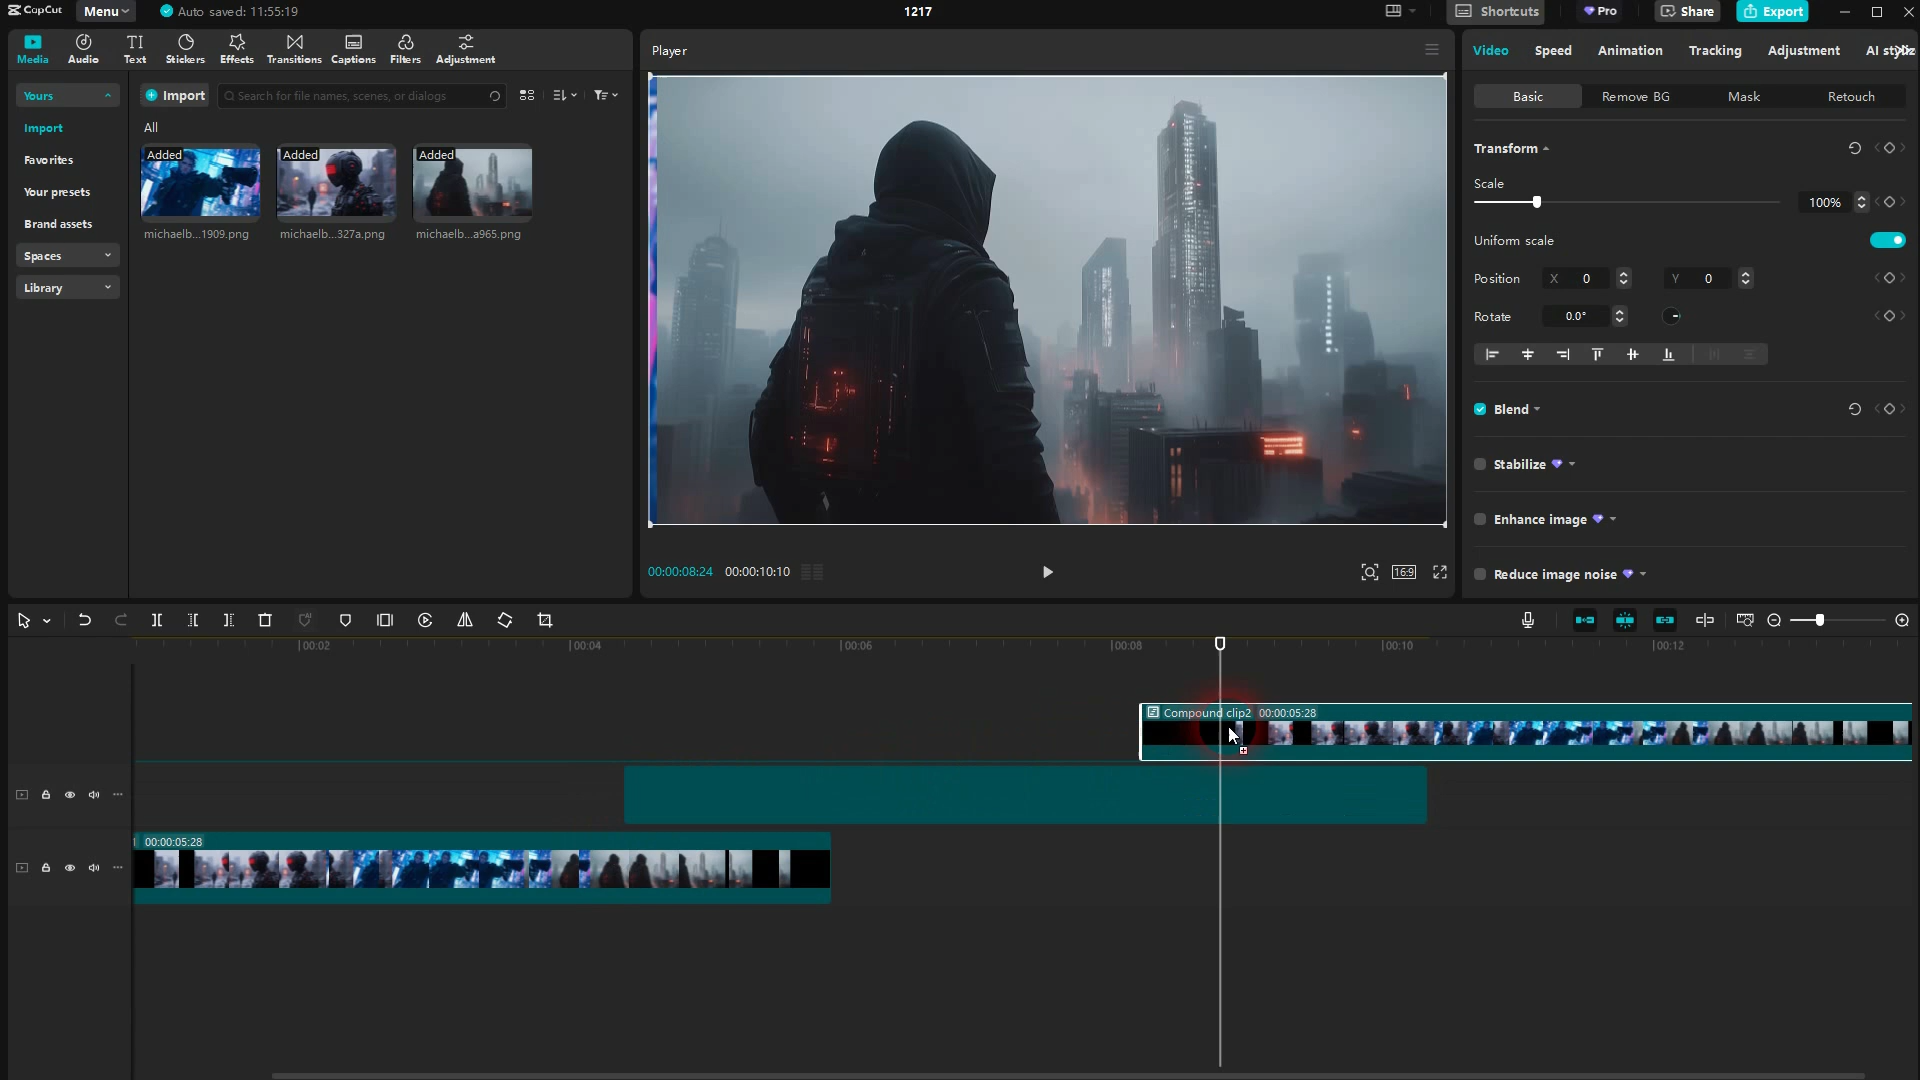 CapCut
Menu
Auto saved: 11:55:19
1217
Shortcuts
Pro
Share
Export
Media
Audio
TI
Text
Stickers
Effects
Transitions
Captions
Filters
Adjustment
Yours
Import
Favorites
Your presets
Brand assets
Spaces
Library
Import
Search for file names, scenes, or dialogs
All
Added
Added
Added
michaelb...1909.png
michaelb...327a.png
michaelb...a965.png
Player
00:00:08:24
00:00:10:10
16:9
Video
Speed
Animation
Tracking
Adjustment
Basic
Remove BG
Mask
Retouch
Transform
Scale
100%
Uniform scale
Position
X
0
Y
0
Rotate
0.0°
Blend
Stabilize
Enhance image
Reduce image noise
00:02
00:04
00:06
00:08
00:10
00:12
Compound clip2 00:00:05:28
00:00:05:28